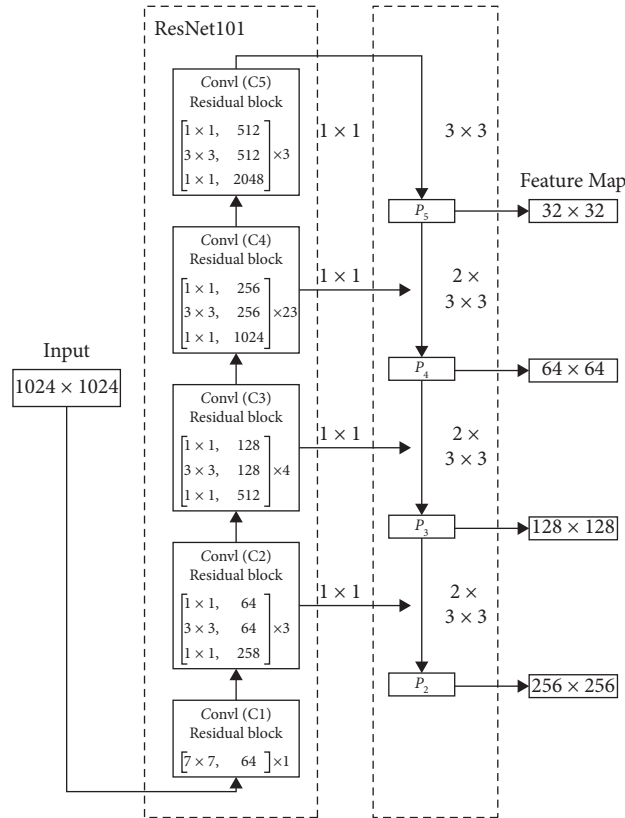 ResNet101
Convl (C5)
Residual block
1 × 1, 512
3 × 3, 512 ×3
1 × 1, 2048
1 × 1
3 × 3
Feature Map
P5
32 × 32
Convl (C4)
Residual block
1 × 1, 256
3 × 3, 256 ×23
1 × 1, 1024
1 × 1
2 ×
3 × 3
Input
1024 × 1024
P4
64 × 64
Convl (C3)
Residual block
1 × 1, 128
3 × 3, 128 ×4
1 × 1, 512
1 × 1
2 ×
3 × 3
P3
128 × 128
Convl (C2)
Residual block
1 × 1, 64
3 × 3, 64 ×3
1 × 1, 258
1 × 1
2 ×
3 × 3
P2
256 × 256
Convl (C1)
Residual block
[7 × 7, 64] ×1